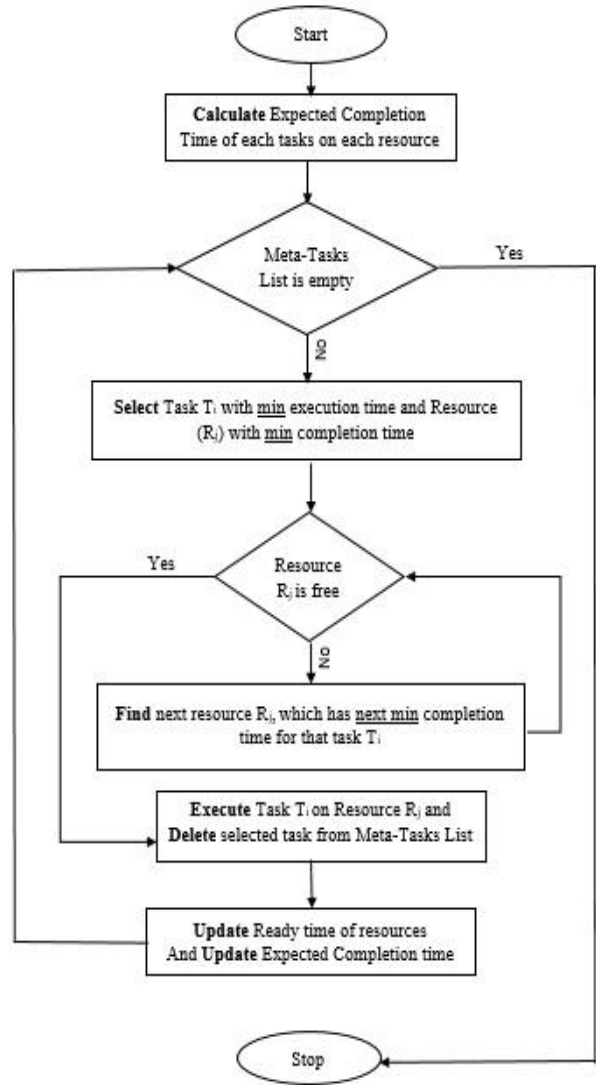 Start
Calculate Expected Completion
Time of each tasks on each resource
Meta-Tasks
List is empty
Yes
No
Select Task Ti with min execution time and Resource
(Rj) with min completion time
Yes
Resource
Rj is free
No
Find next resource Rj, which has next min completion
time for that task Ti
Execute Task Ti on Resource Rj and
Delete selected task from Meta-Tasks List
Update Ready time of resources
And Update Expected Completion time
Stop